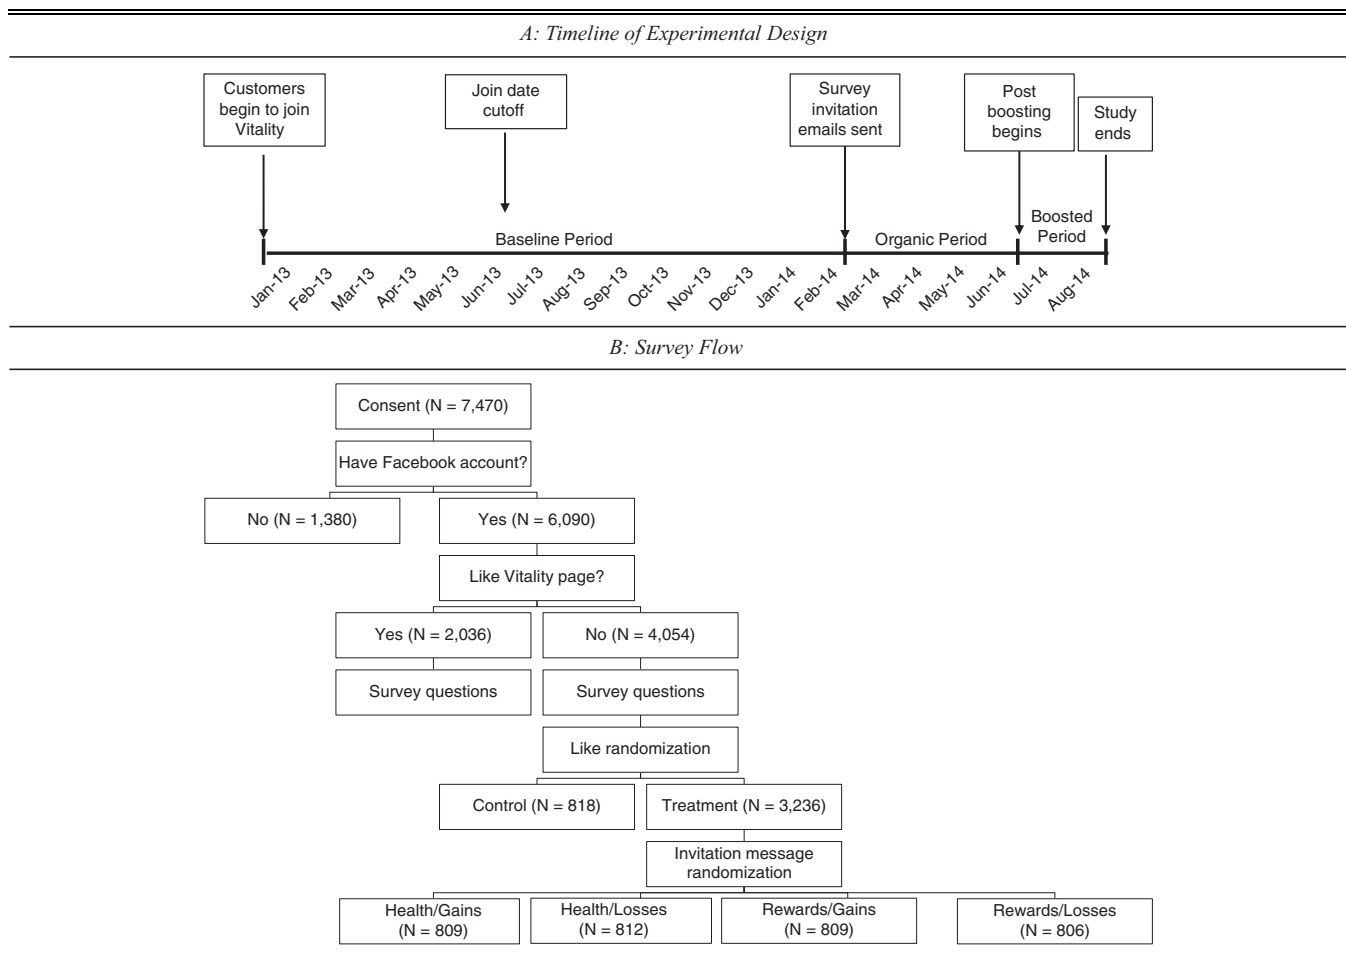 A: Timeline of Experimental Design
Customers
begin to join
Vitality
Join date
cutoff
Survey
invitation
emails sent
Post
boosting
begins
Study
ends
Baseline Period
Organic Period
Boosted
Period
Jan-13
Feb-13
Mar-13
Apr-13
May-13
Jun-13
Jul-13
Aug-13
Sep-13
Oct-13
Nov-13
Dec-13
Jan-14
Feb-14
Mar-14
Apr-14
May-14
Jun-14
Jul-14
Aug-14
B: Survey Flow
Consent (N = 7,470)
Have Facebook account?
No (N = 1,380)
Yes (N = 6,090)
Like Vitality page?
Yes (N = 2,036)
No (N = 4,054)
Survey questions
Survey questions
Like randomization
Control (N = 818)
Treatment (N = 3,236)
Invitation message
randomization
Health/Gains
(N = 809)
Health/Losses
(N = 812)
Rewards/Gains
(N = 809)
Rewards/Losses
(N = 806)